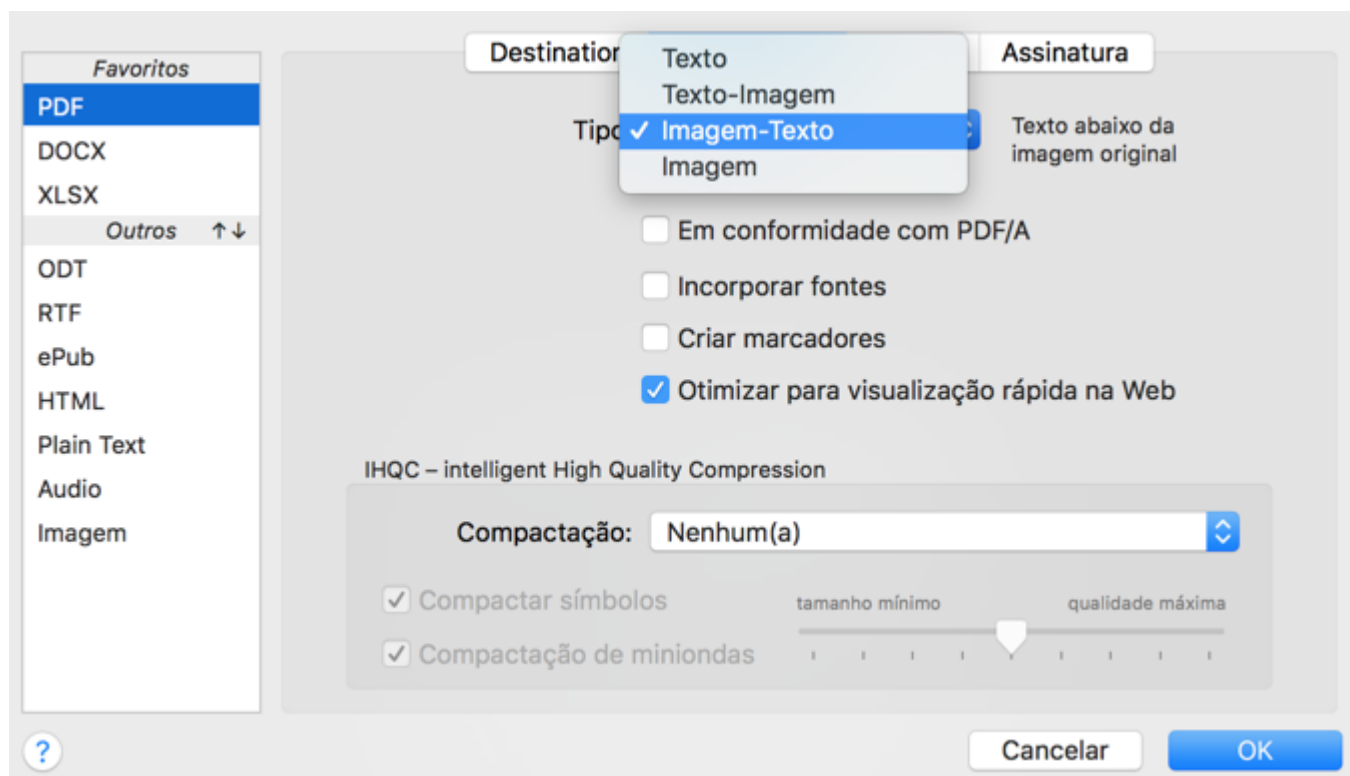 Favoritos
PDF
DOCX
XLSX
Outros ↑↓
ODT
RTF
ePub
HTML
Plain Text
Audio
Imagem
Assinatura
Texto
Texto-Imagem
✓ Imagem-Texto
Imagem
Texto abaixo da
imagem original
Em conformidade com PDF/A
Incorporar fontes
Criar marcadores
Otimizar para visualização rápida na Web
IHQC – intelligent High Quality Compression
Compactação: Nenhum(a)
Compactar símbolos
tamanho mínimo qualidade máxima
Compactação de miniondas
? Cancelar OK